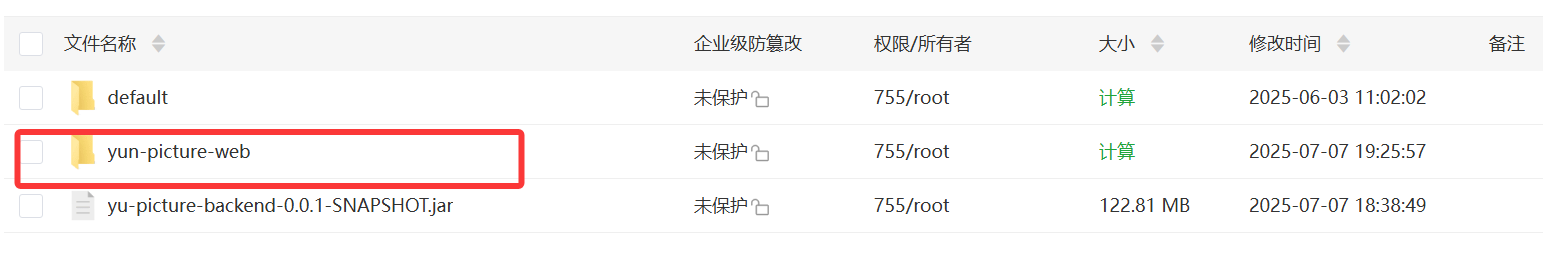 文件名称 企业级防篡改 权限/所有者 大小 修改时间 备注
default 未保护 755/root 计算 2025-06-03 11:02:02
yun-picture-web 未保护 755/root 计算 2025-07-07 19:25:57
yu-picture-backend-0.0.1-SNAPSHOT.jar 未保护 755/root 122.81 MB 2025-07-07 18:38:49